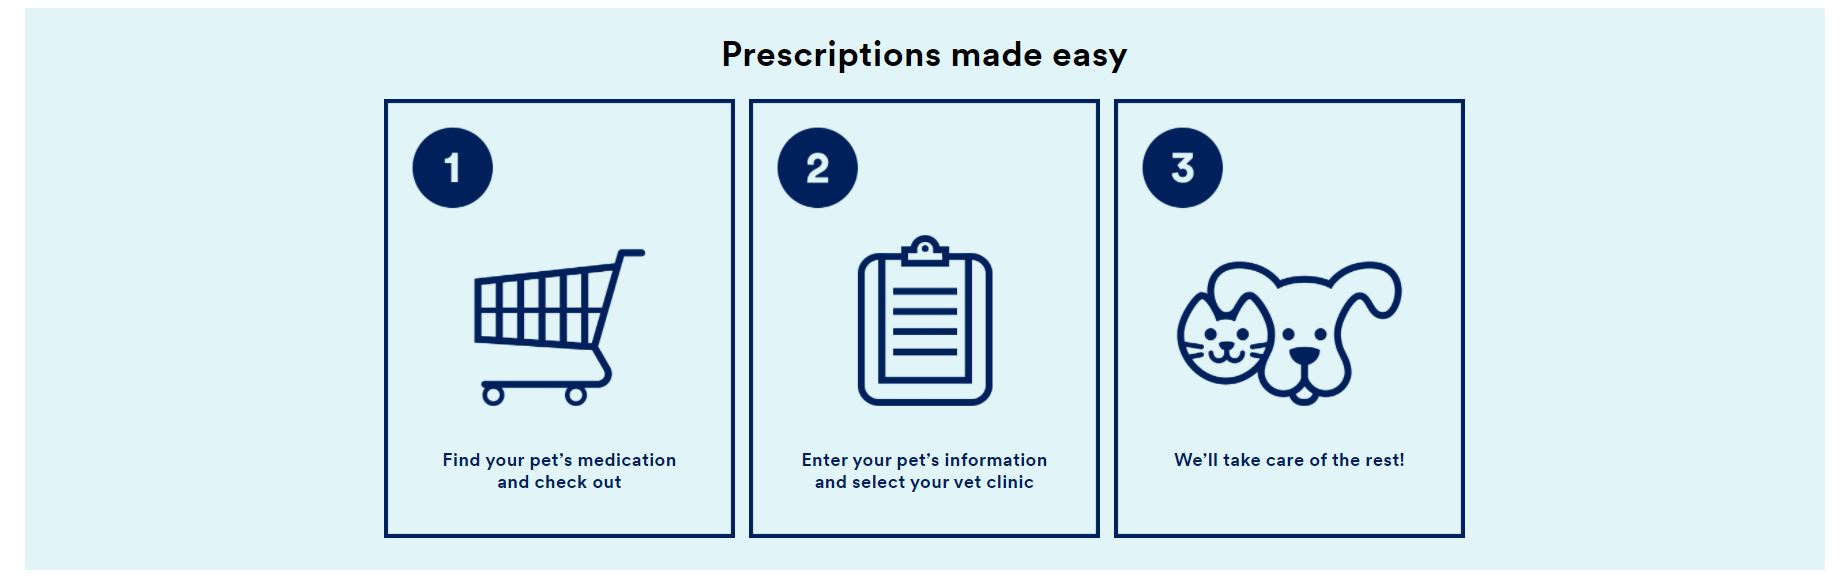 Prescriptions made easy
1
2
3
Find your pet’s medication
and check out
Enter your pet’s information
and select your vet clinic
We’ll take care of the rest!